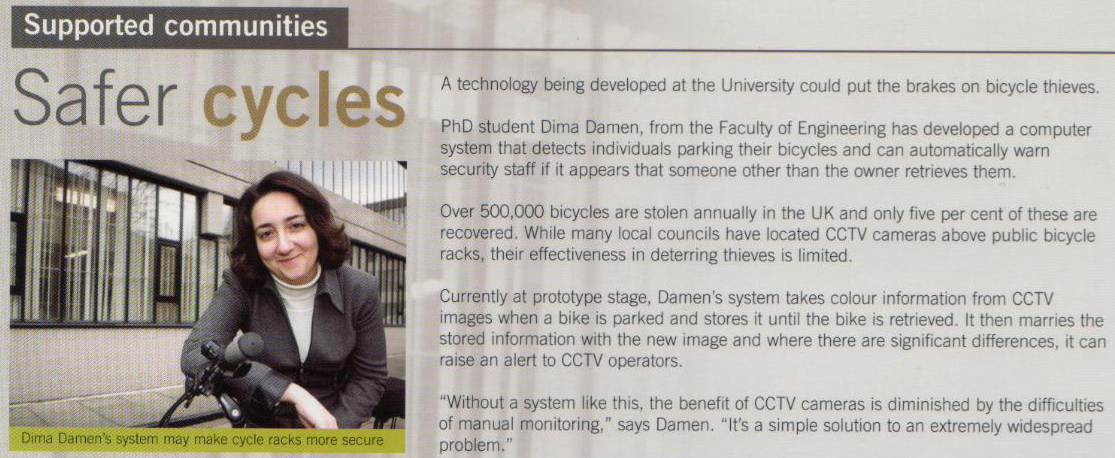 Supported communities
Safer cycles
Dima Damen's system may make cycle racks more secure
A technology being developed at the University could put the brakes on bicycle thieves.
PhD student Dima Damen, from the Faculty of Engineering has developed a computer
system that detects individuals parking their bicycles and can automatically warn
security staff if it appears that someone other than the owner retrieves them.
Over 500,000 bicycles are stolen annually in the UK and only five per cent of these are
recovered. While many local councils have located CCTV cameras above public bicycle
racks, their effectiveness in deterring thieves is limited.
Currently at prototype stage, Damen's system takes colour information from CCTV
images when a bike is parked and stores it until the bike is retrieved. It then marries the
stored information with the new image and where there are significant differences, it can
raise an alert to CCTV operators.
“Without a system like this, the benefit of CCTV cameras is diminished by the difficulties
of manual monitoring,” says Damen. “It's a simple solution to an extremely widespread
problem.”